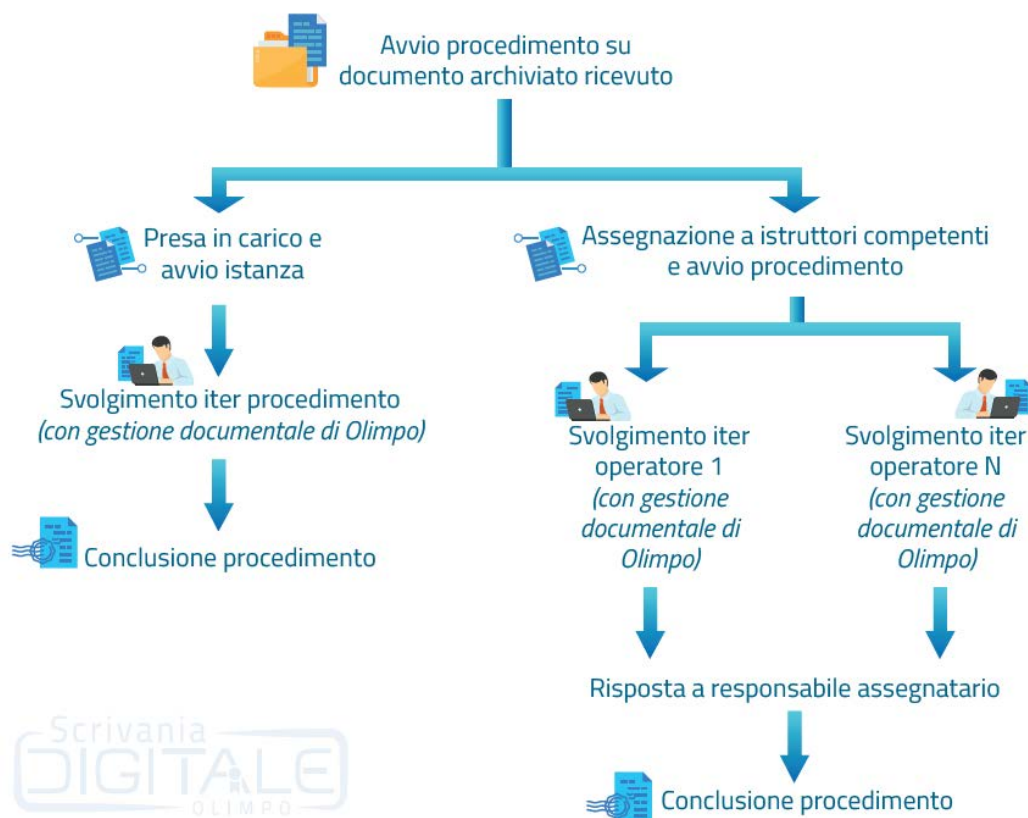 Avvio procedimento su
documento archiviato ricevuto
Presa in carico e
avvio istanza
Assegnazione a istruttori competenti
e avvio procedimento
Svolgimento iter procedimento
(con gestione documentale di Olimpo)
Svolgimento iter
operatore 1
(con gestione
documentale di
Olimpo)
Svolgimento iter
operatore N
(con gestione
documentale di
Olimpo)
Conclusione procedimento
Risposta a responsabile assegnatario
Conclusione procedimento
Scrivania
DIGITALE
OLIMPO